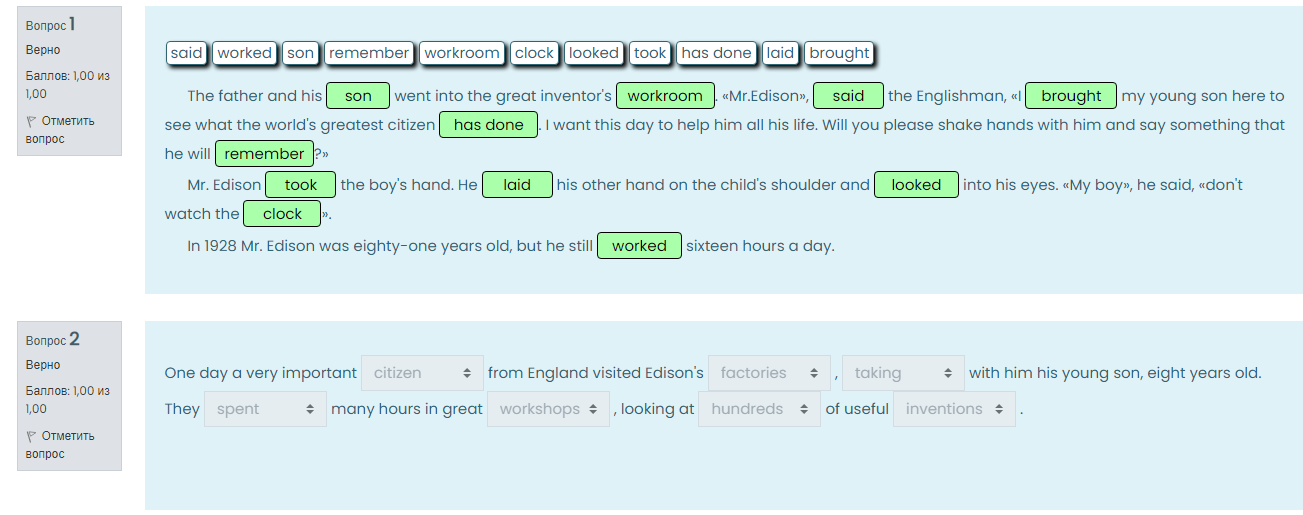 Вопрос 1
Верно
Баллов: 1,00 из
1,00
Отметить
вопрос
said worked son remember workroom clock looked took has done laid brought
The father and his son went into the great inventor's workroom . «Mr.Edison», said the Englishman, «I brought my young son here to
see what the world's greatest citizen has done . I want this day to help him all his life. Will you please shake hands with him and say something that
he will remember ?»
Mr. Edison took the boy's hand. He laid his other hand on the child's shoulder and looked into his eyes. «My boy», he said, «don't
watch the clock ».
In 1928 Mr. Edison was eighty-one years old, but he still worked sixteen hours a day.
Вопрос 2
Верно
Баллов: 1,00 из
1,00
Отметить
вопрос
One day a very important citizen from England visited Edison's factories , taking with him his young son, eight years old.
They spent many hours in great workshops , looking at hundreds of useful inventions .